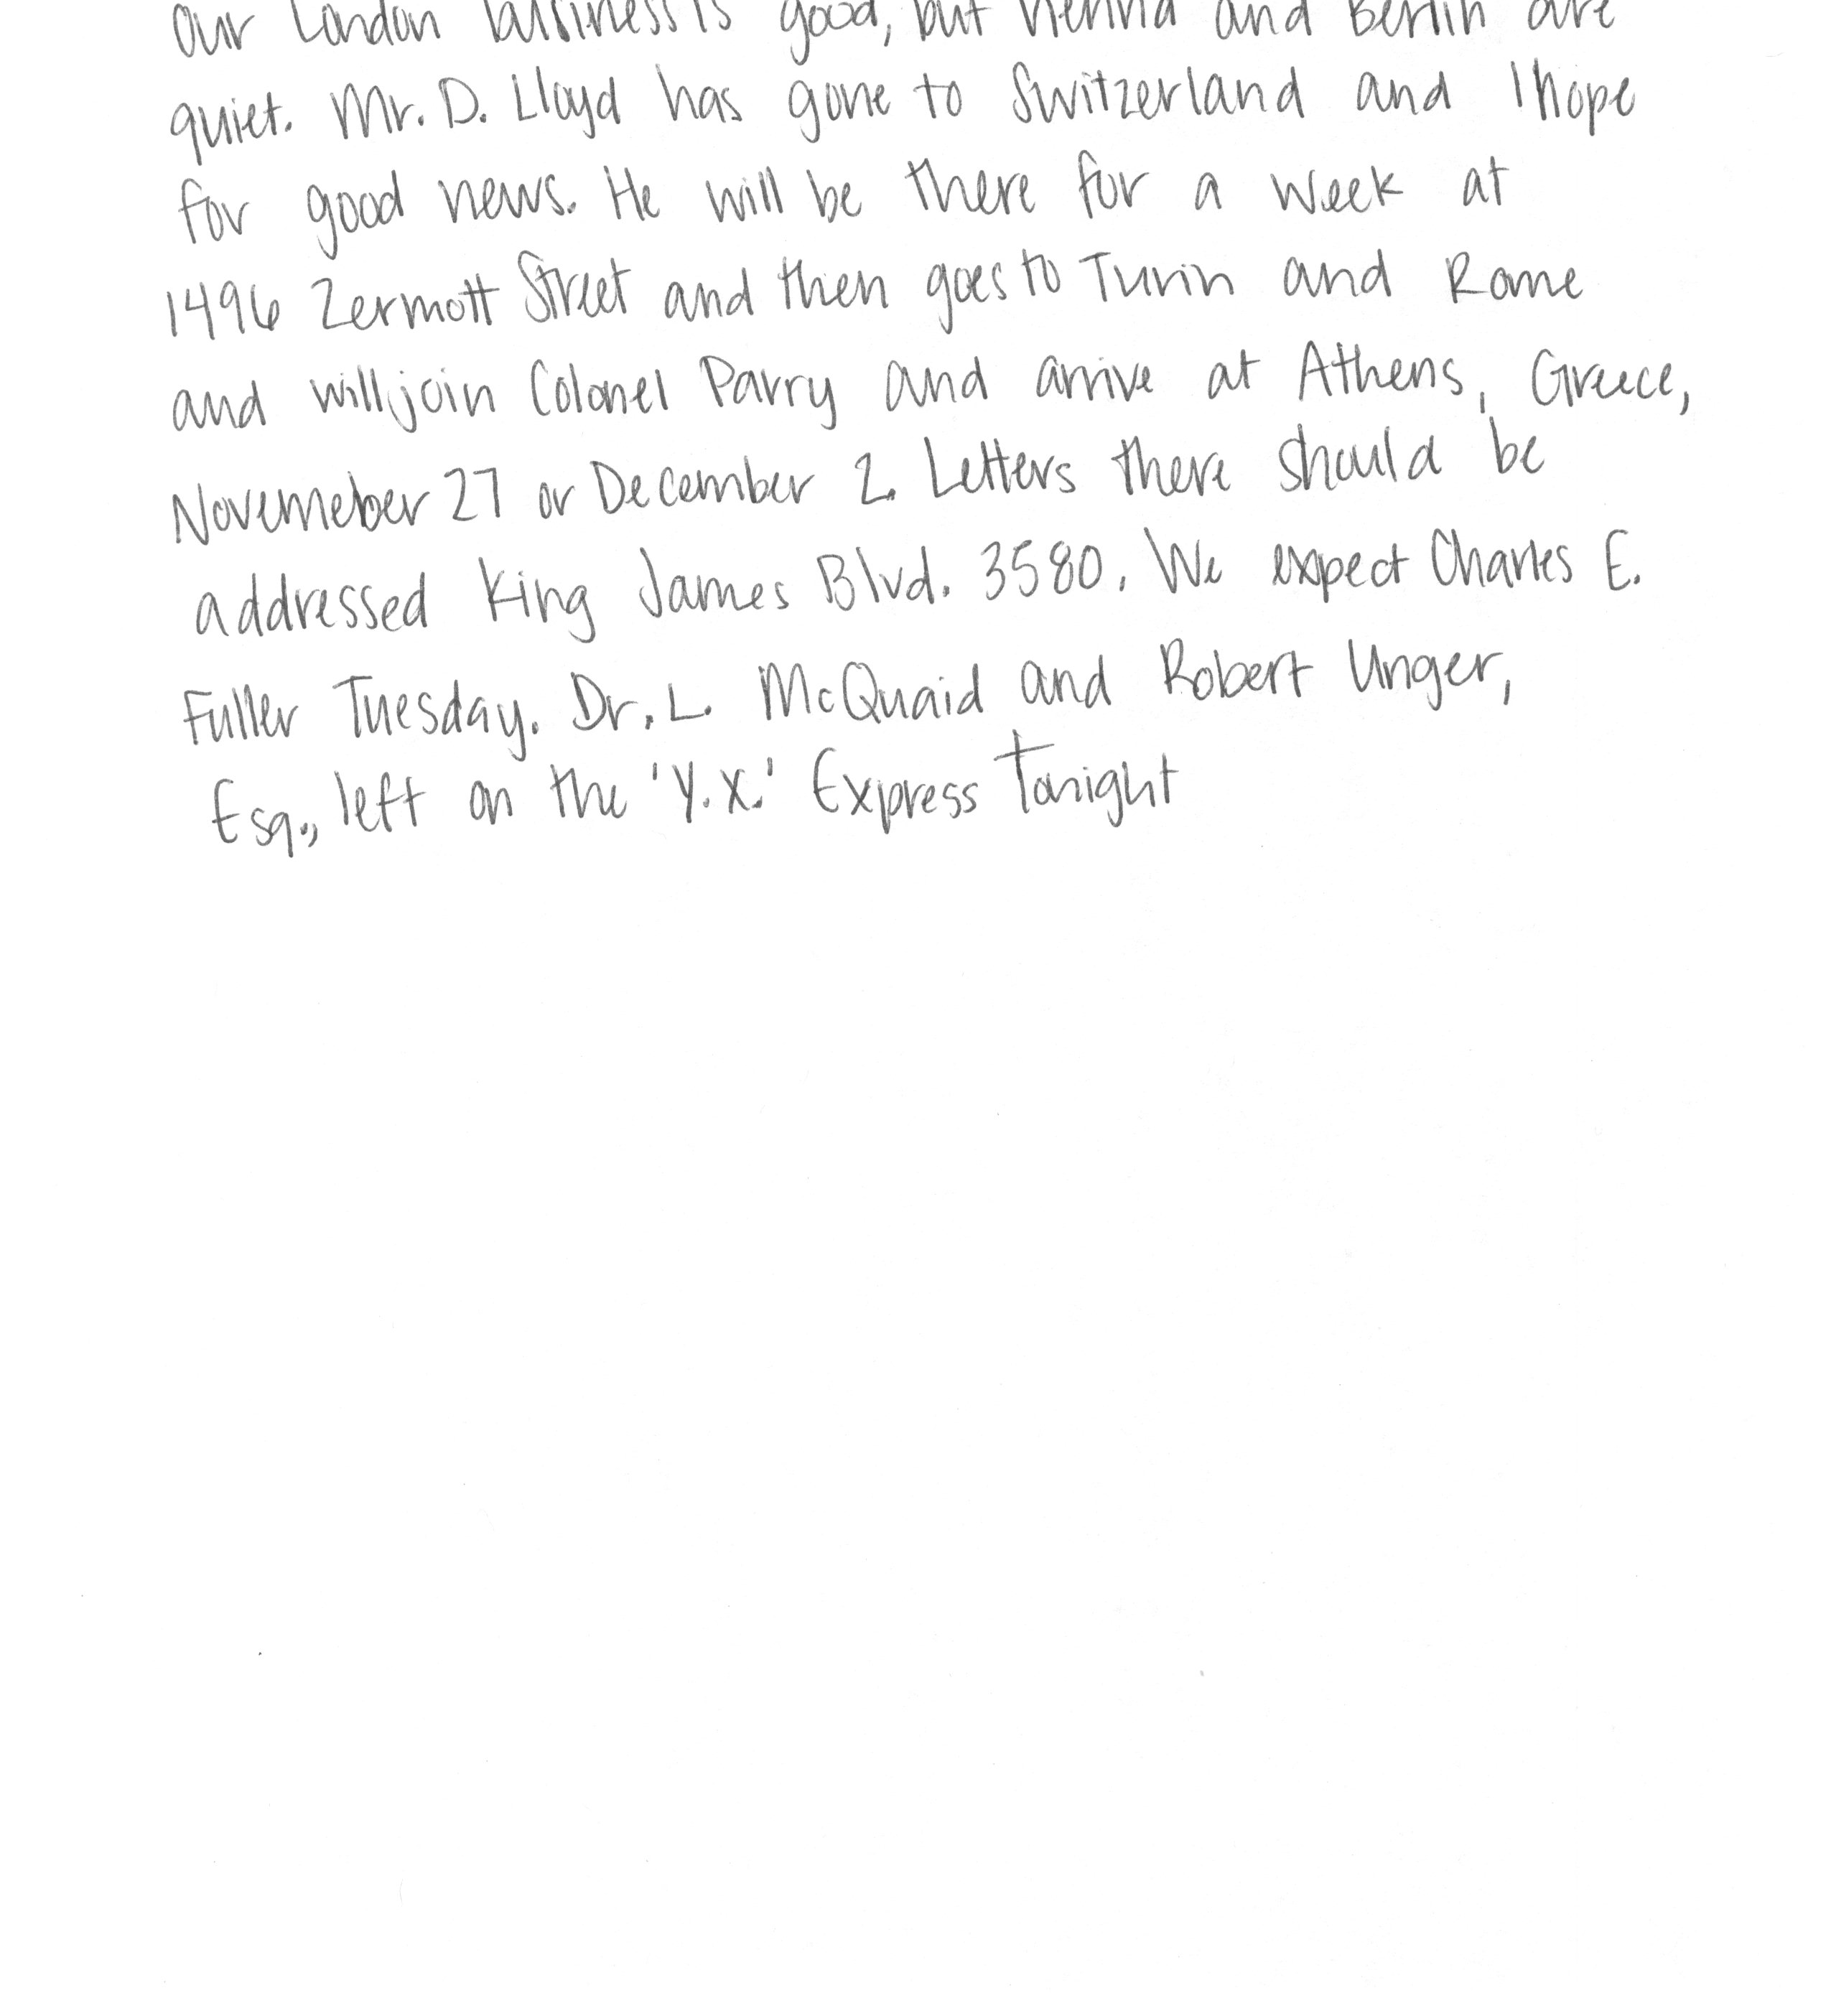 our London business is good, but Vienna and Berlin are
quiet. Mr. D. Lloyd has gone to Switzerland and I hope
for good news. He will be there for a week at
1496 Zermott Street and then goes to Turin and Rome
and will join Colonel Parry and arrive at Athens, Greece,
Novemeber 27 or December 2. Letters there should be
addressed King James Blvd. 3580. We expect Charles E.
Fuller Tuesday. Dr. L. McQuaid and Robert Unger,
Esq., left on the 'Y.X.' Express Tonight